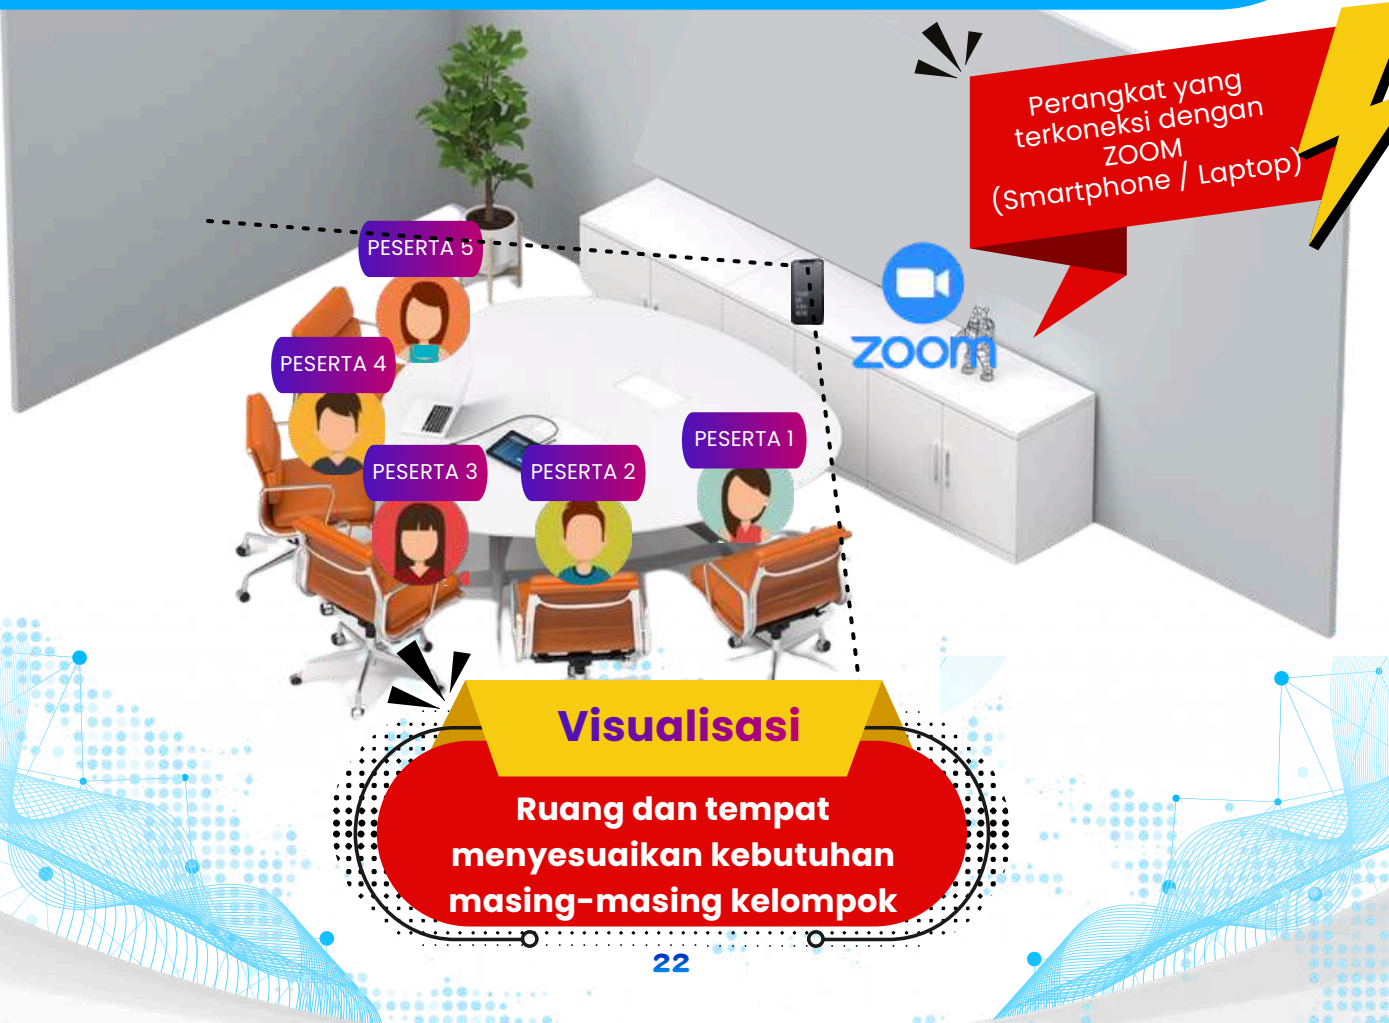 Perangkat yang
terkoneksi dengan
ZOOM
(Smartphone / Laptop)
PESERTA 5
zoom
PESERTA 4
PESERTA 1
PESERTA 3
PESERTA 2
Visualisasi
Ruang dan tempat
menyesuaikan kebutuhan
masing-masing kelompok
22